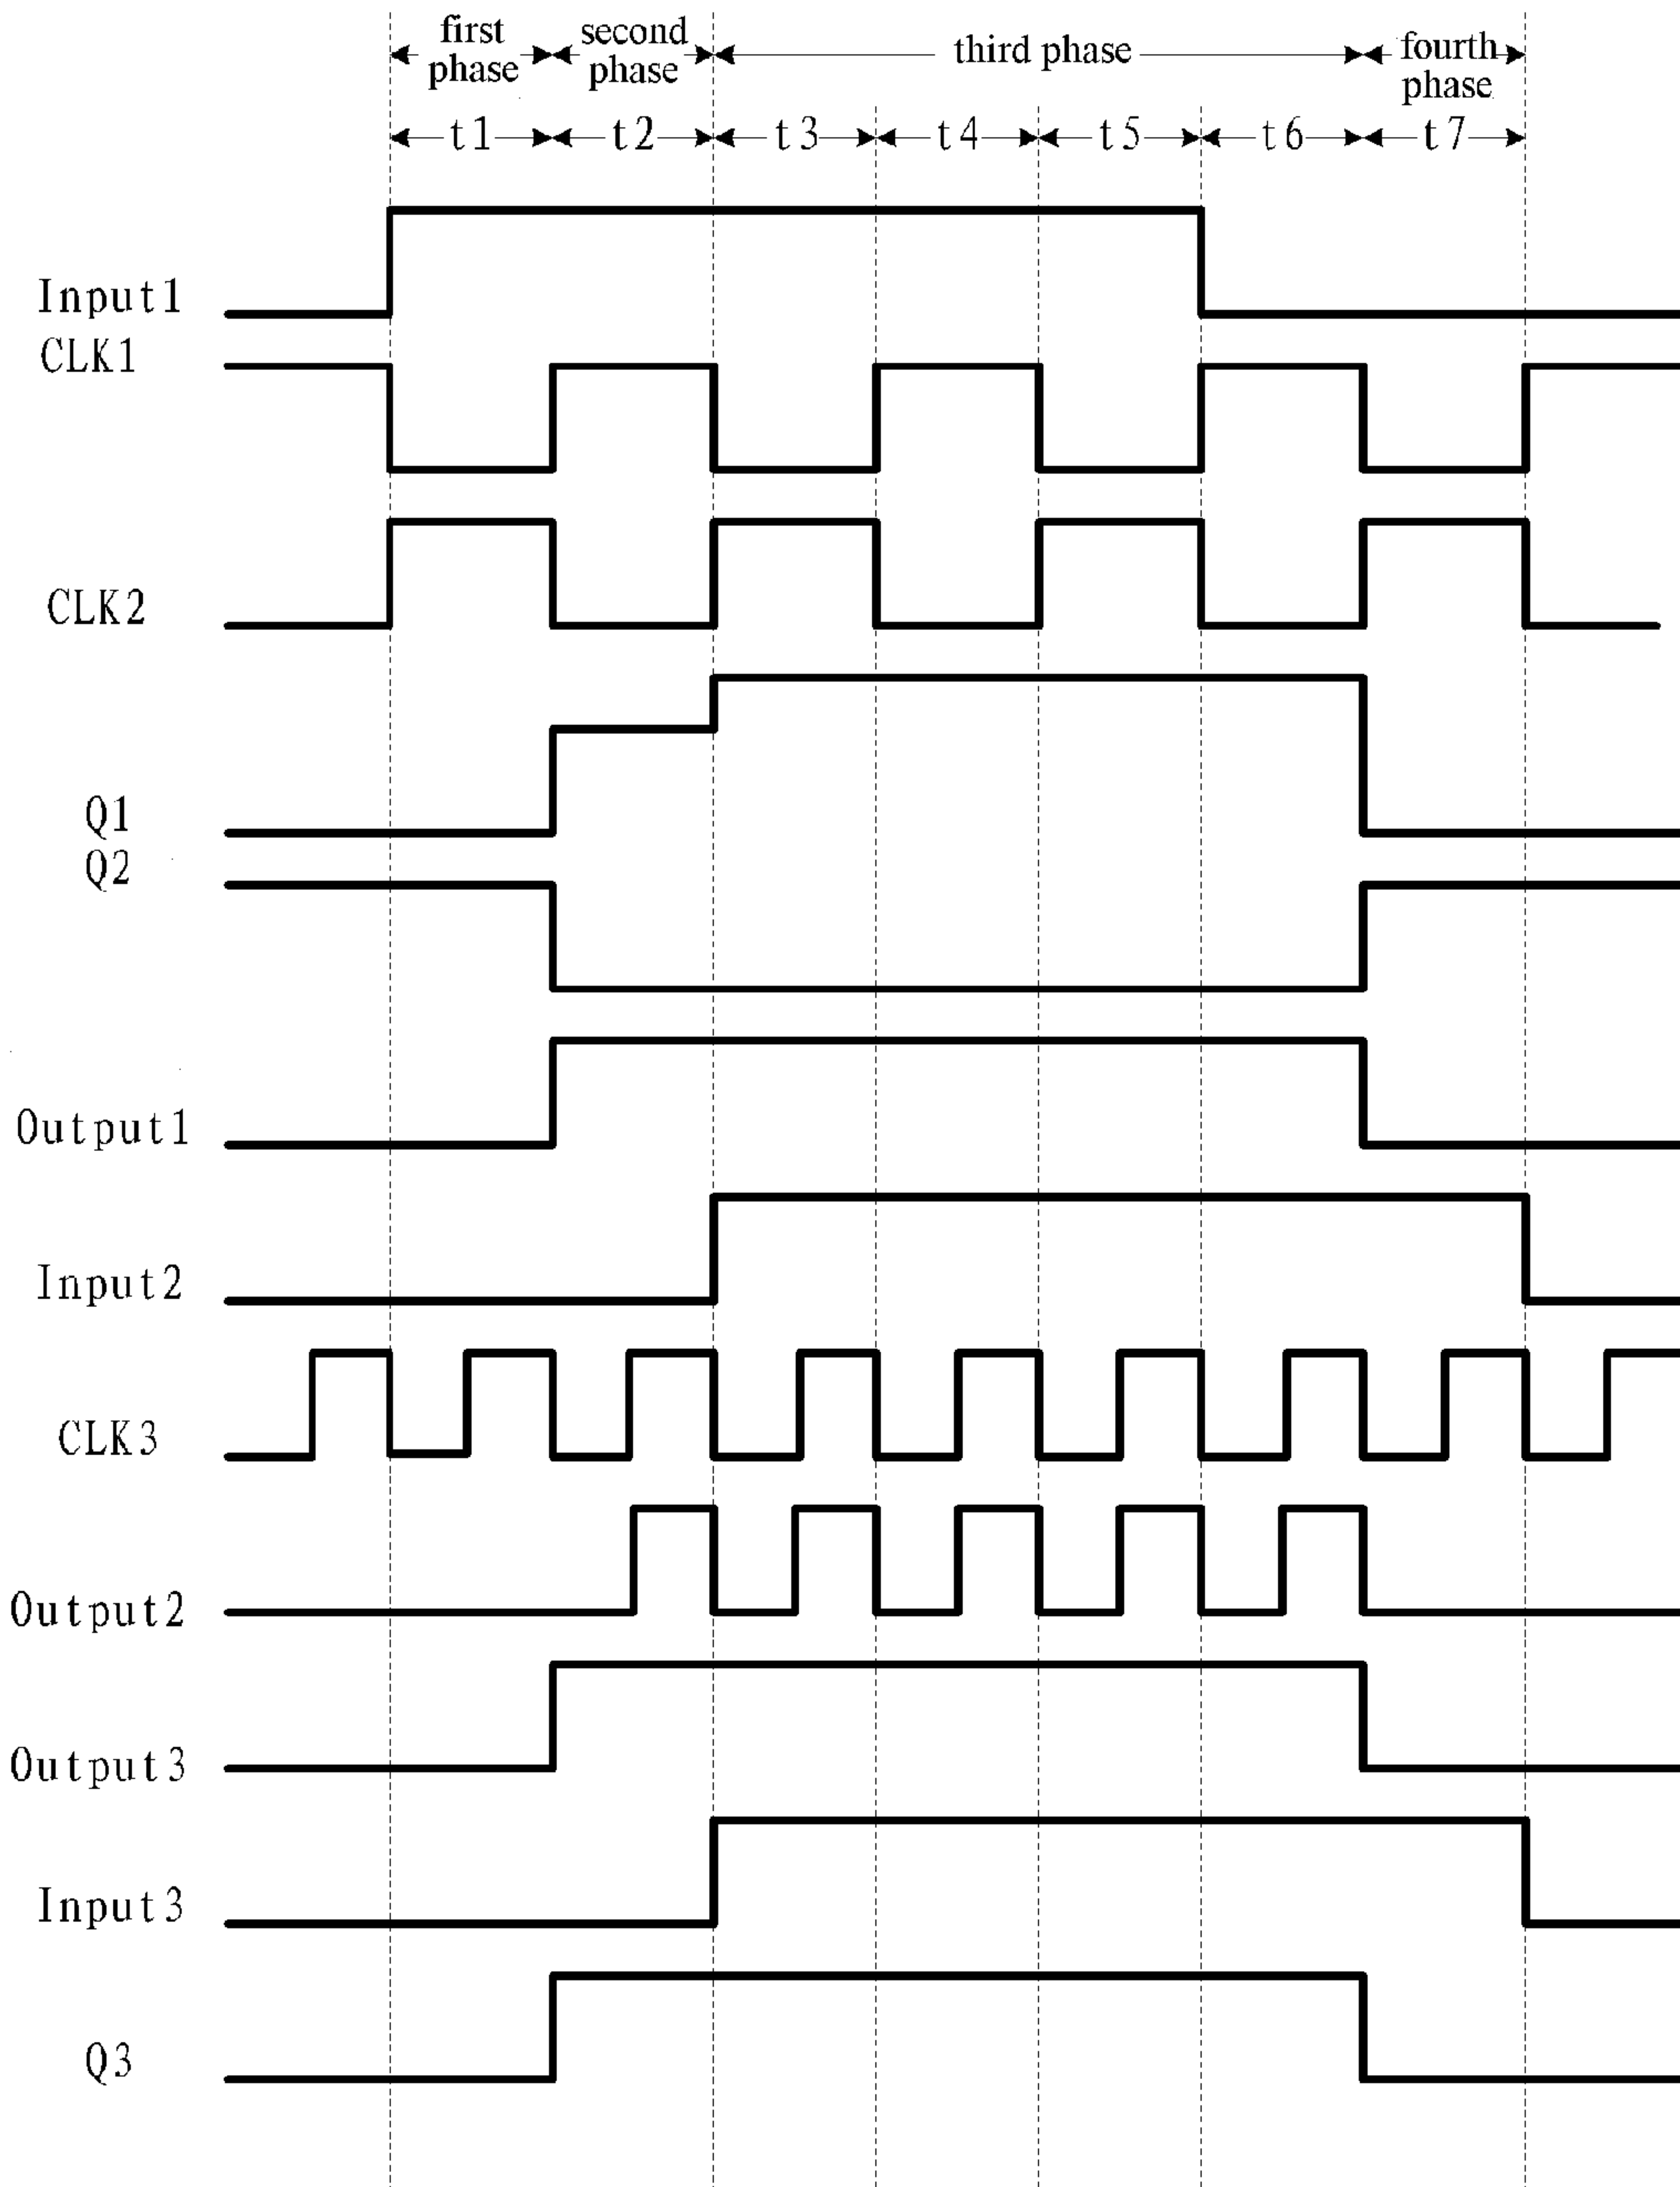 first phase
second phase
third phase
fourth phase
t1
t2
t3
t4
t5
t6
t7
Input1
CLK1
CLK2
Q1
Q2
Output1
Input2
CLK3
Output2
Output3
Input3
Q3